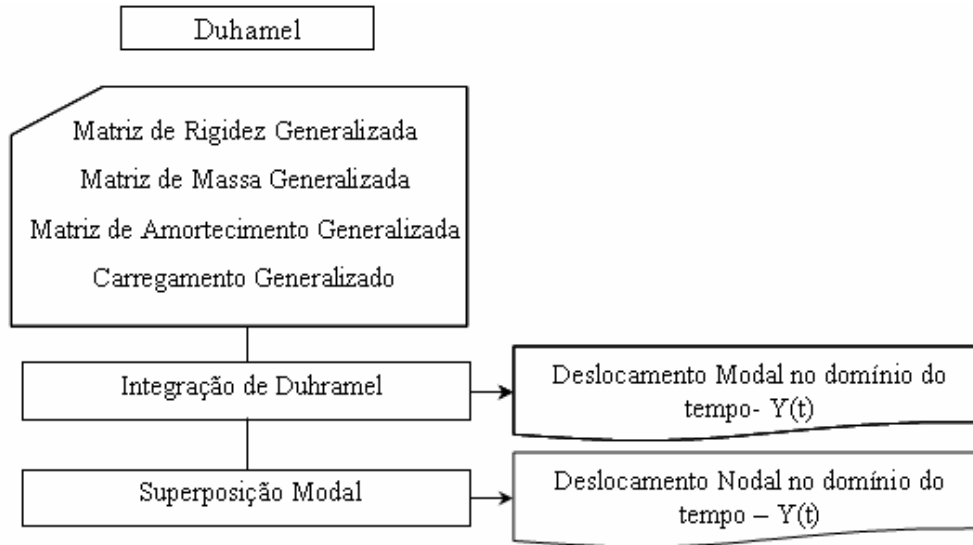 Duhamel
Matriz de Rigidez Generalizada
Matriz de Massa Generalizada
Matriz de Amortecimento Generalizada
Carregamento Generalizado
Integração de Duhramel
Deslocamento Modal no domínio do
tempo- Y(t)
Superposição Modal
Deslocamento Nodal no domínio do
tempo – Y(t)